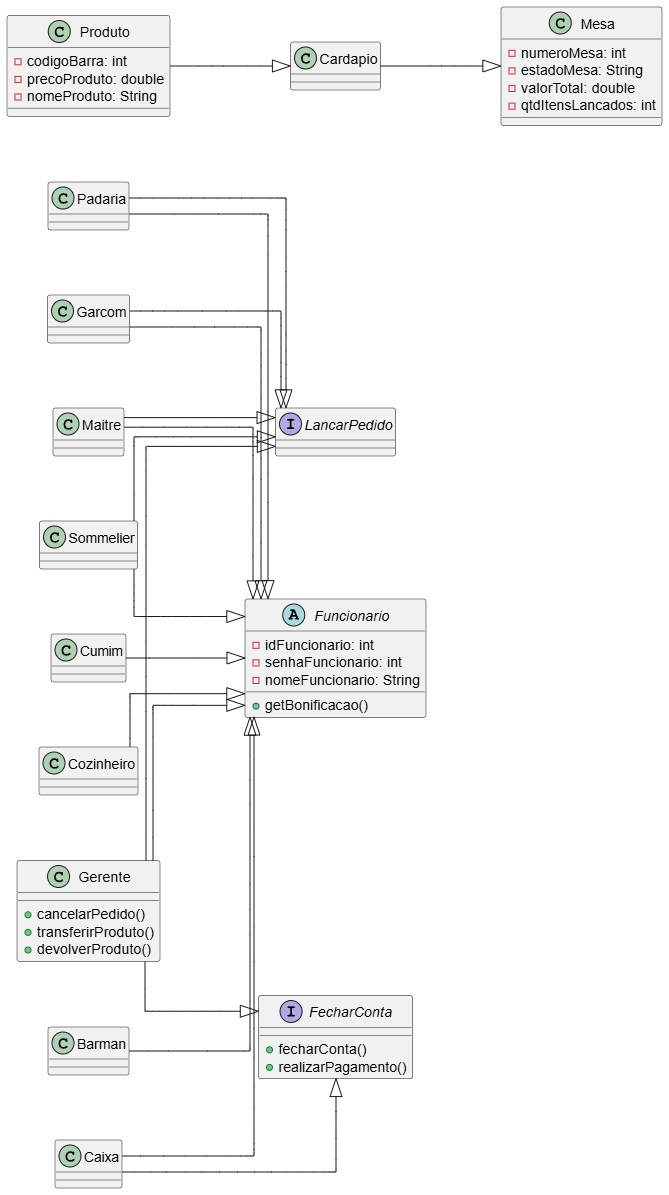 C Produto
codigoBarra: int
precoProduto: double
nomeProduto: String
C Cardapio
C Mesa
numeroMesa: int
estadoMesa: String
valorTotal: double
qtdItensLancados: int
C Padaria
C Garcom
C Maitre
I LancarPedido
C Sommelier
A Funcionario
idFuncionario: int
senhaFuncionario: int
nomeFuncionario: String
getBonificacao()
C Cumim
C Cozinheiro
C Gerente
cancelarPedido()
transferirProduto()
devolverProduto()
I FecharConta
fecharConta()
realizarPagamento()
C Barman
C Caixa